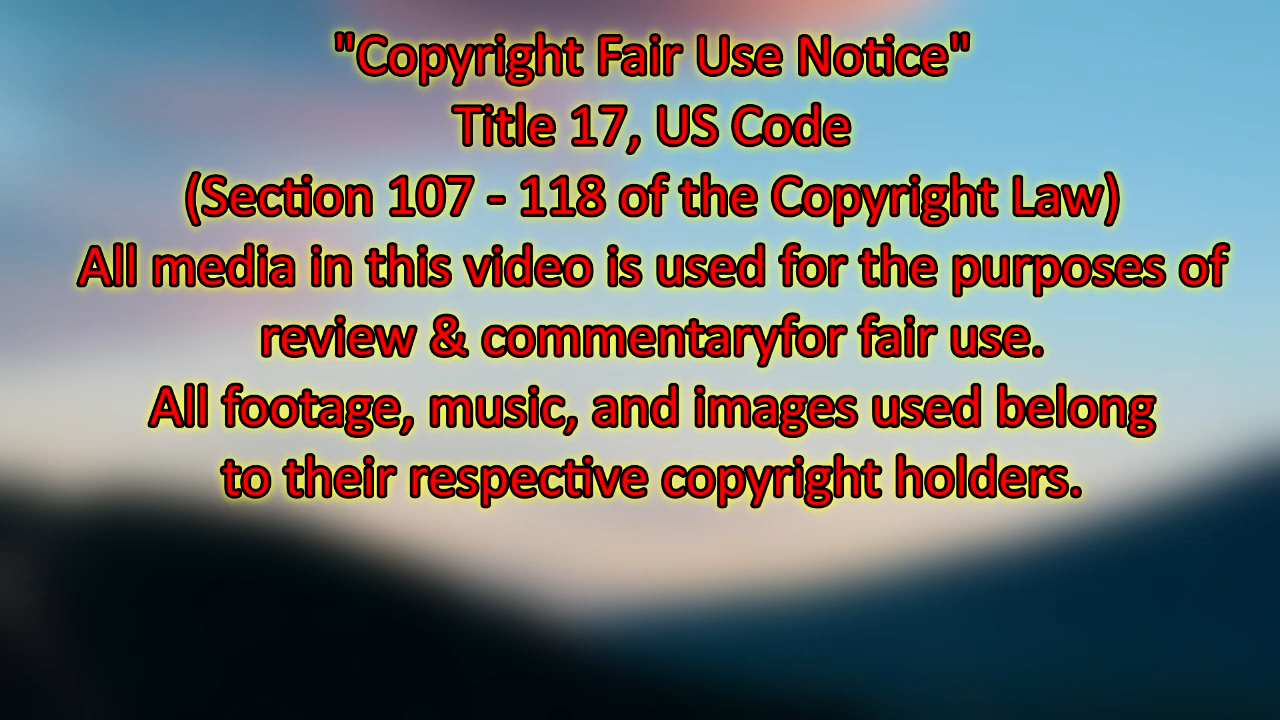 "Copyright Fair Use Notice"
Title 17, US Code
(Section 107 - 118 of the Copyright Law)
All media in this video is used for the purposes of
review & commentaryfor fair use.
All footage, music, and images used belong
to their respective copyright holders.